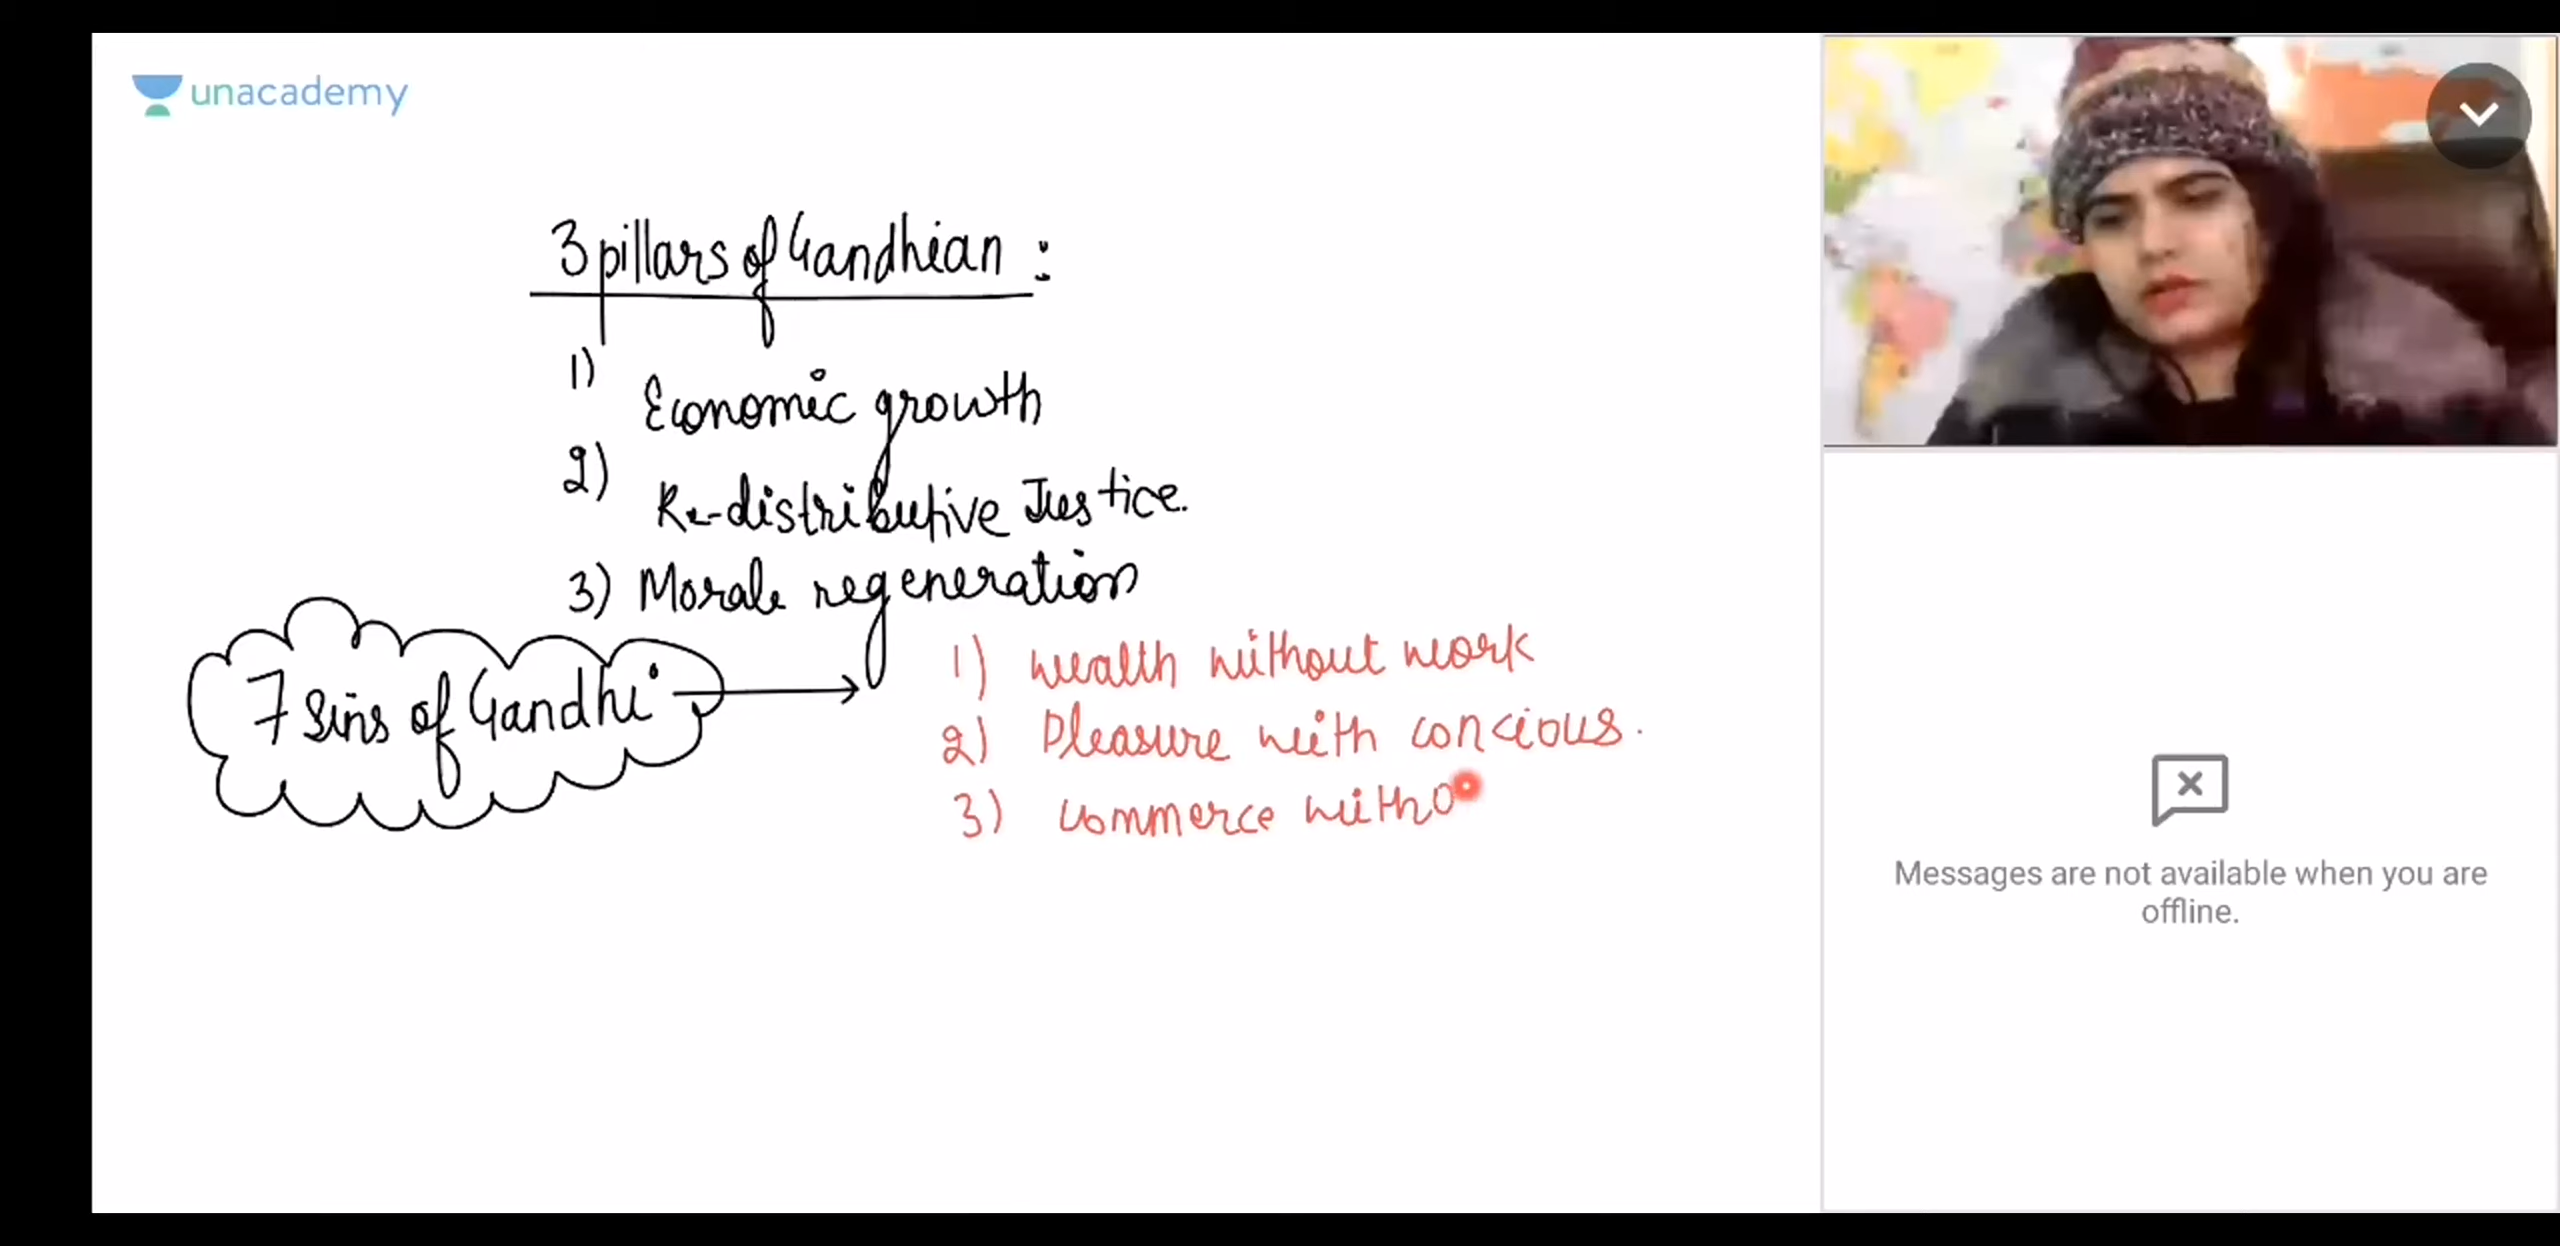 unacademy
3 pillars of Gandhian :
1) Economic growth
2) Re-distributive Justice.
3) Morale regeneration
7 Sins of Gandhi
1) wealth without work
2) Pleasure with concious.
3) commerce witho
Messages are not available when you are
offline.